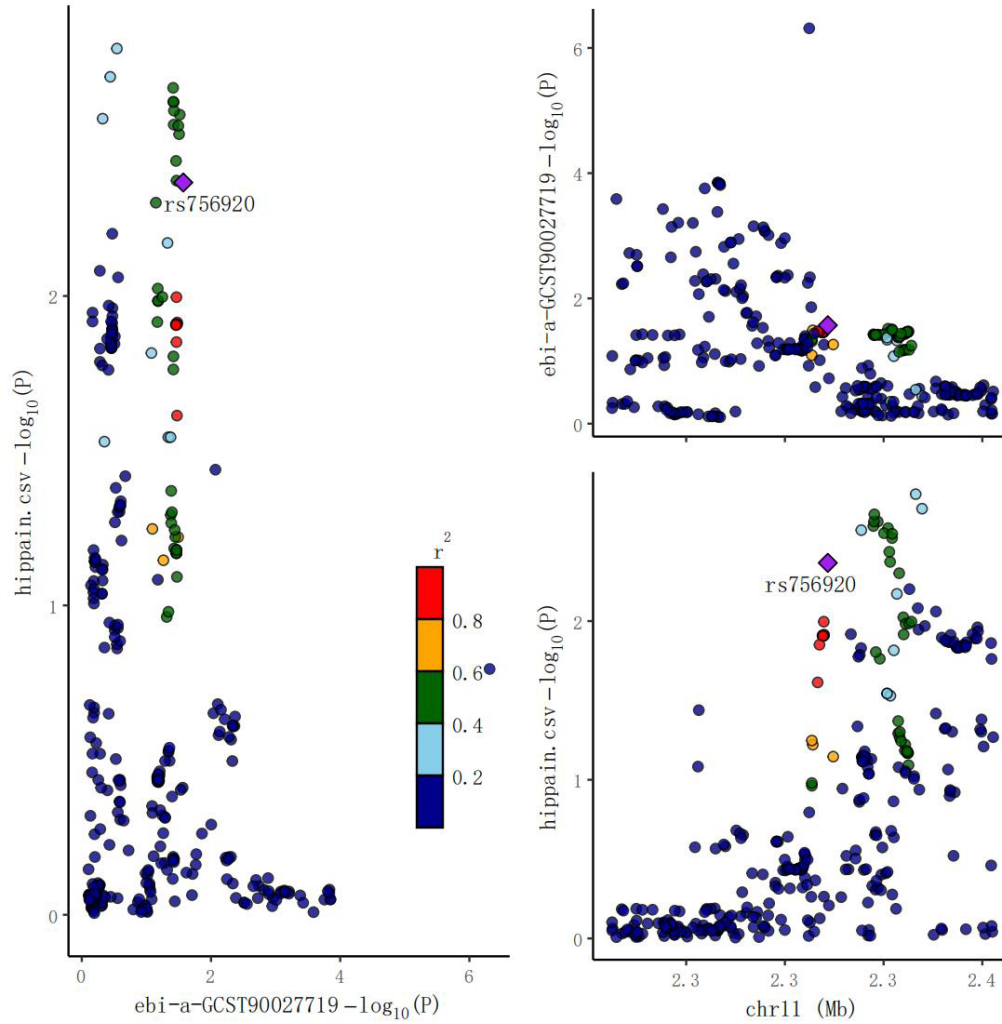 hippain.csv −log10(P)
2
1
0
rs756920
r2
0.8
0.6
0.4
0.2
0 2 4 6
ebi-a-GCST90027719 −log10(P)
ebi-a-GCST90027719 −log10(P)
6
4
2
0
hippain.csv −log10(P)
2
1
0
rs756920
2.3 2.3 2.3 2.4
chr11 (Mb)